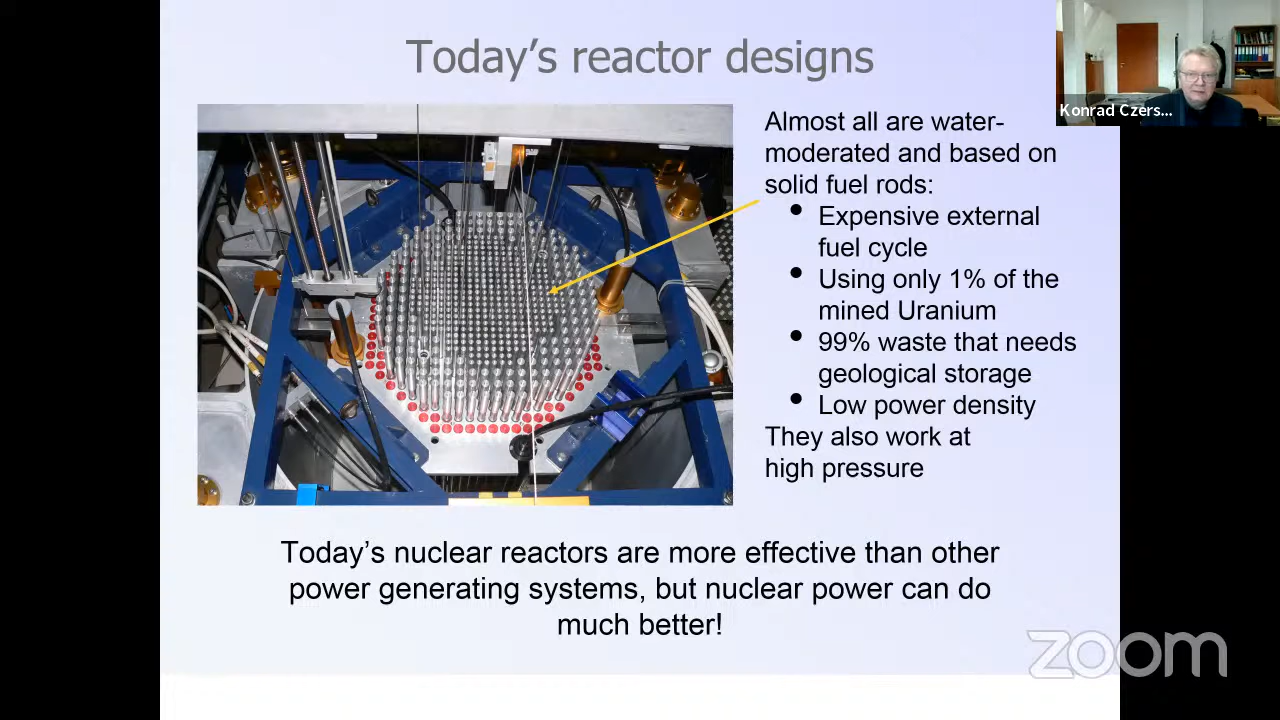 Today's reactor designs
Konrad Czers...
Almost all are water-
moderated and based on
solid fuel rods:
• Expensive external
fuel cycle
• Using only 1% of the
mined Uranium
• 99% waste that needs
geological storage
• Low power density
They also work at
high pressure
Today's nuclear reactors are more effective than other
power generating systems, but nuclear power can do
much better!
zoom